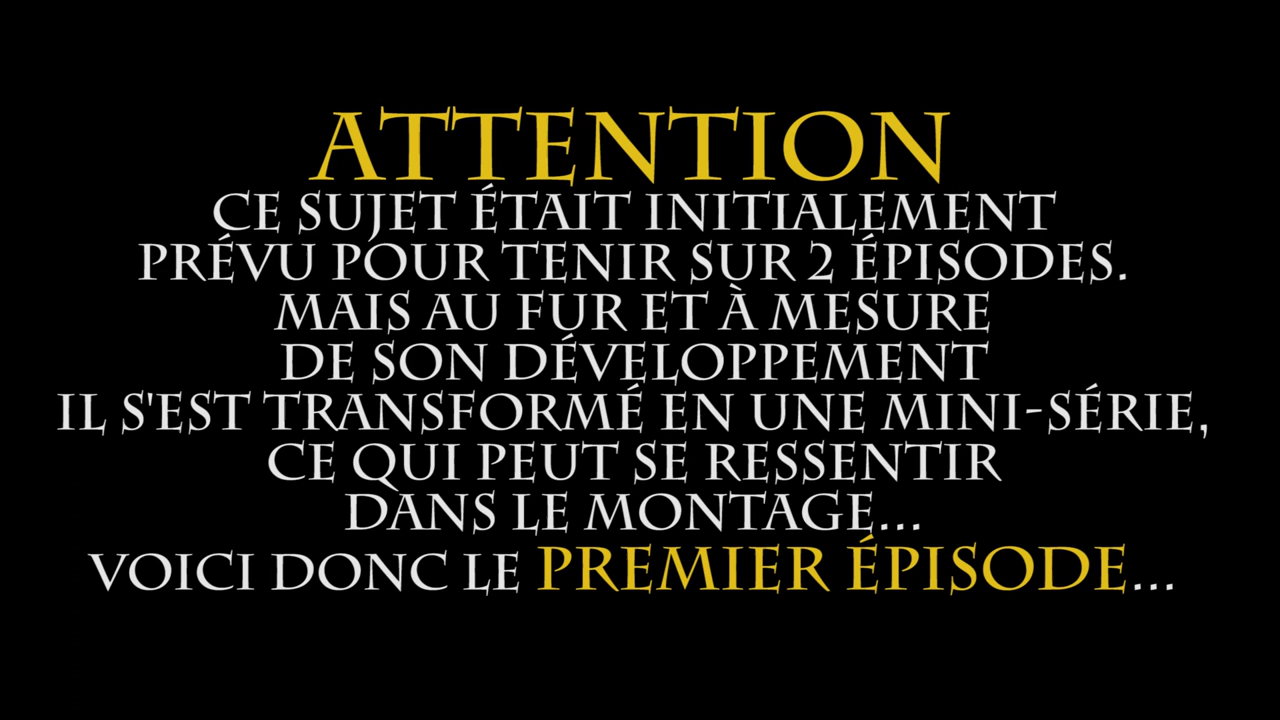 ATTENTION
CE SUJET ÉTAIT INITIALEMENT
PRÉVU POUR TENIR SUR 2 ÉPISODES.
MAIS AU FUR ET À MESURE
DE SON DÉVELOPPEMENT
IL S'EST TRANSFORMÉ EN UNE MINI-SÉRIE,
CE QUI PEUT SE RESSENTIR
DANS LE MONTAGE...
VOICI DONC LE PREMIER ÉPISODE...